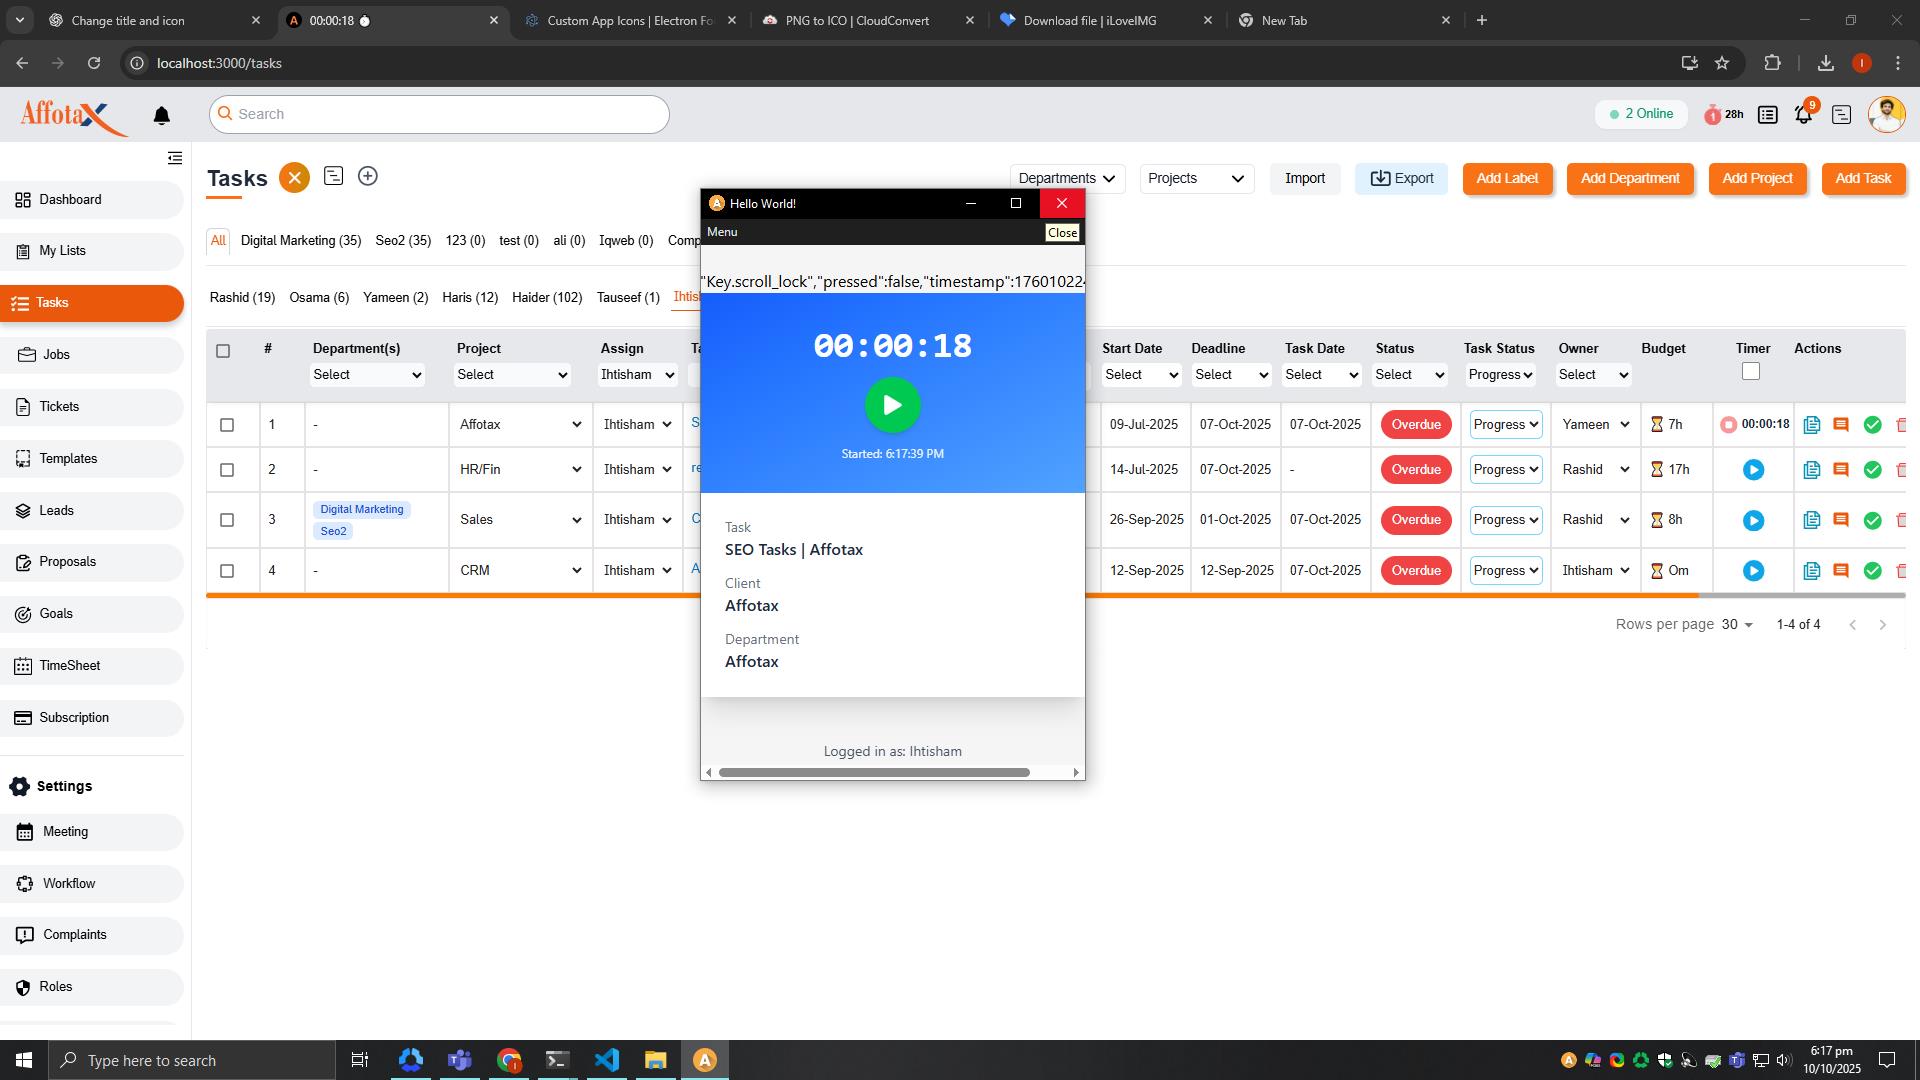 Change title and icon
00:00:18
Custom App Icons | Electron Fo
PNG to ICO | CloudConvert
Download file | iLoveIMG
New Tab
localhost:3000/tasks
AffotaX
Search
2 Online
1
28h
9
Tasks
Departments
Projects
Import
Export
Add Label
Add Department
Add Project
Add Task
Dashboard
My Lists
Tasks
Jobs
Tickets
Templates
Leads
Proposals
Goals
TimeSheet
Subscription
Settings
Meeting
Workflow
Complaints
Roles
All Digital Marketing (35) Seo2 (35) 123 (0) test (0) ali (0) Iqweb (0) Comp
Rashid (19) Osama (6) Yameen (2) Haris (12) Haider (102) Tauseef (1) Ihtis
# Department(s) Project Assign Ta Start Date Deadline Task Date Status Task Status Owner Budget Timer Actions
Select Select Ihtisham Select Select Select Select Progress Select
1 - Affotax Ihtisham S 09-Jul-2025 07-Oct-2025 07-Oct-2025 Overdue Progress Yameen 7h 00:00:18
2 - HR/Fin Ihtisham re 14-Jul-2025 07-Oct-2025 - Overdue Progress Rashid 17h
3 Digital Marketing Seo2 Sales Ihtisham C 26-Sep-2025 01-Oct-2025 07-Oct-2025 Overdue Progress Rashid 8h
4 - CRM Ihtisham A 12-Sep-2025 12-Sep-2025 07-Oct-2025 Overdue Progress Ihtisham 0m
Rows per page 30 1-4 of 4
Hello World!
Menu
Close
"Key.scroll_lock","pressed":false,"timestamp":176010224
00:00:18
Started: 6:17:39 PM
Task
SEO Tasks | Affotax
Client
Affotax
Department
Affotax
Logged in as: Ihtisham
Type here to search
6:17 pm
10/10/2025